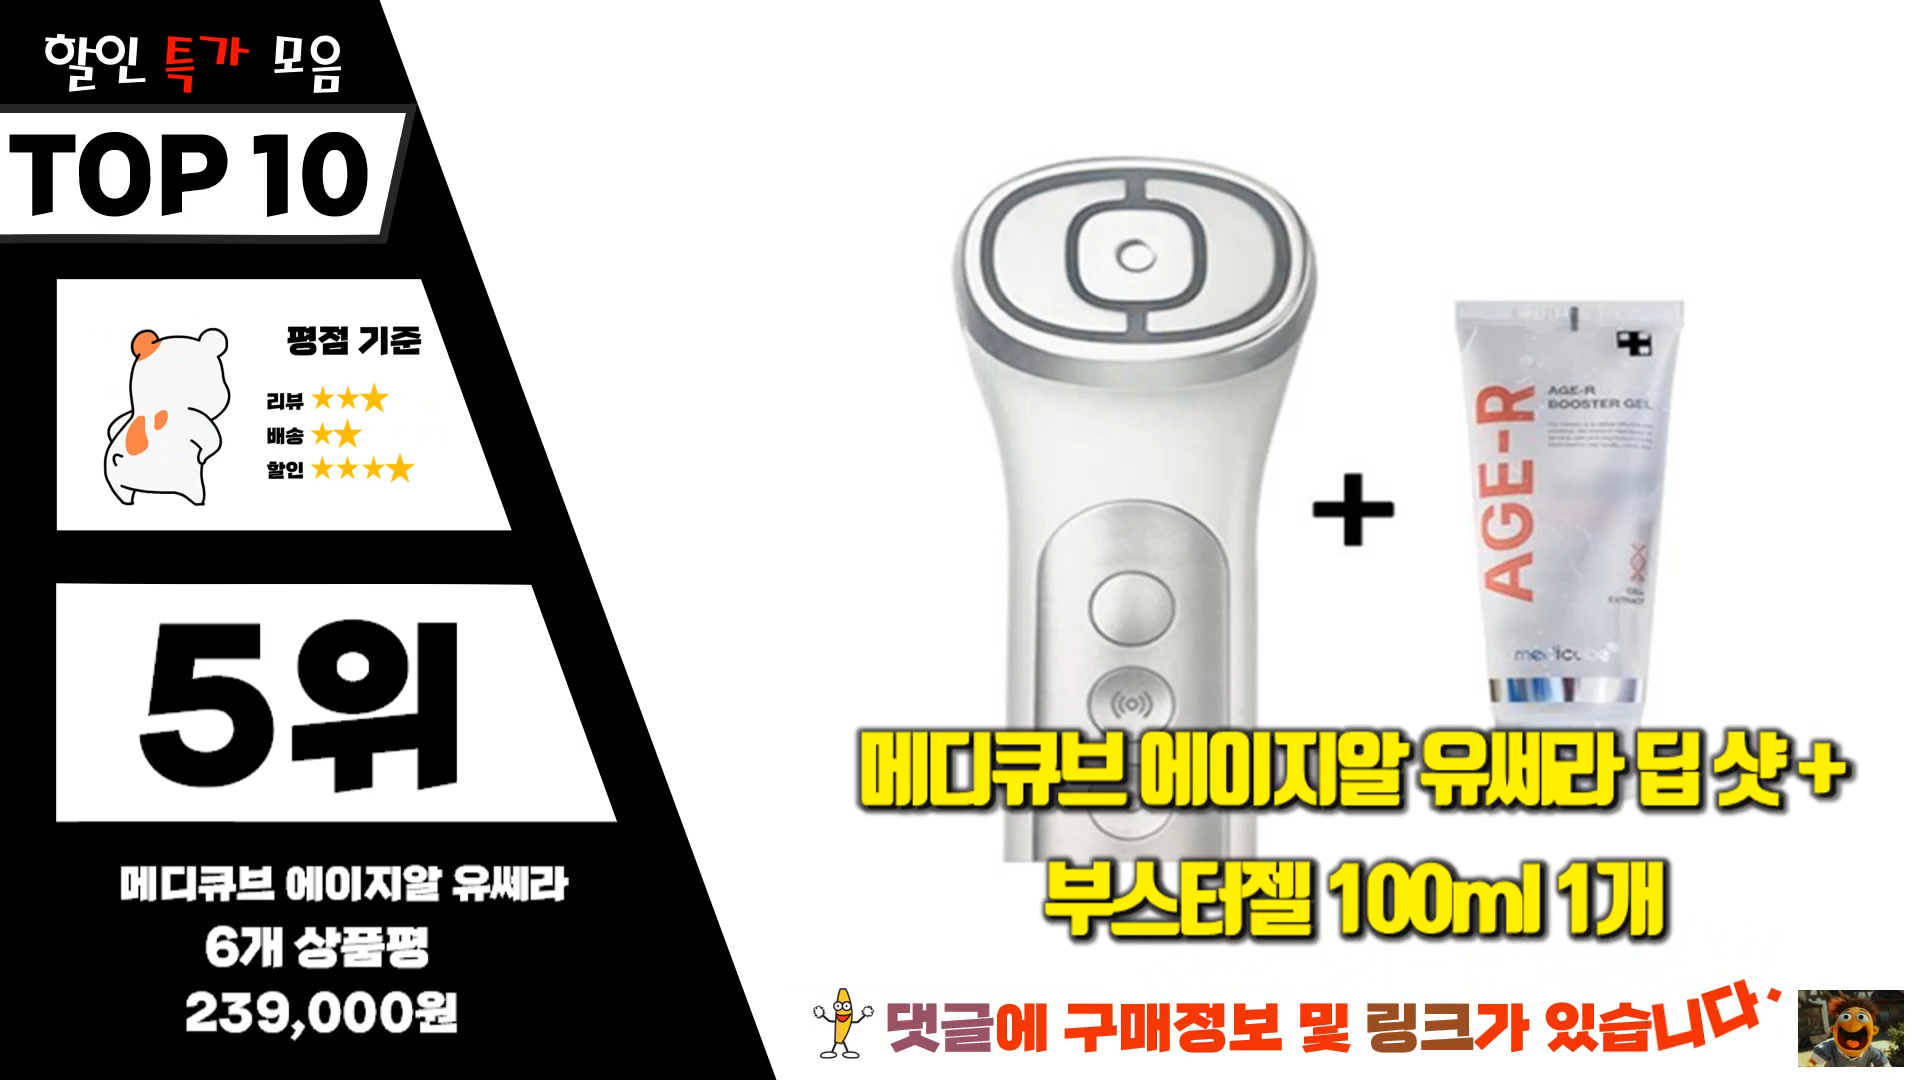 할인 특가 모음
TOP 10
평점 기준
리뷰 ★★★
배송 ★★
할인 ★★★★
5위
메디큐브 에이지알 유쎄라
6개 상품평
239,000원
AGE-R
AGE-R
BOOSTER GEL
medicube
메디큐브 에이지알 유쎄라 딥 샷 +
부스터젤 100ml 1개
댓글에 구매정보 및 링크가 있습니다.